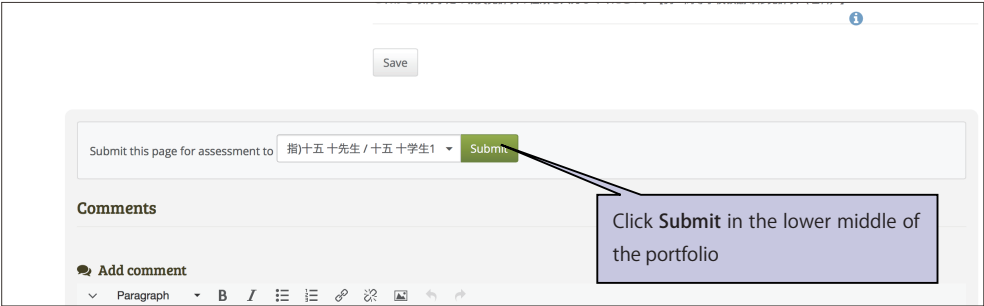 Save
Submit this page for assessment to 指)十五 十先生 / 十五 十学生1 Submit
Comments
Click Submit in the lower middle of
the portfolio
Add comment
Paragraph B I